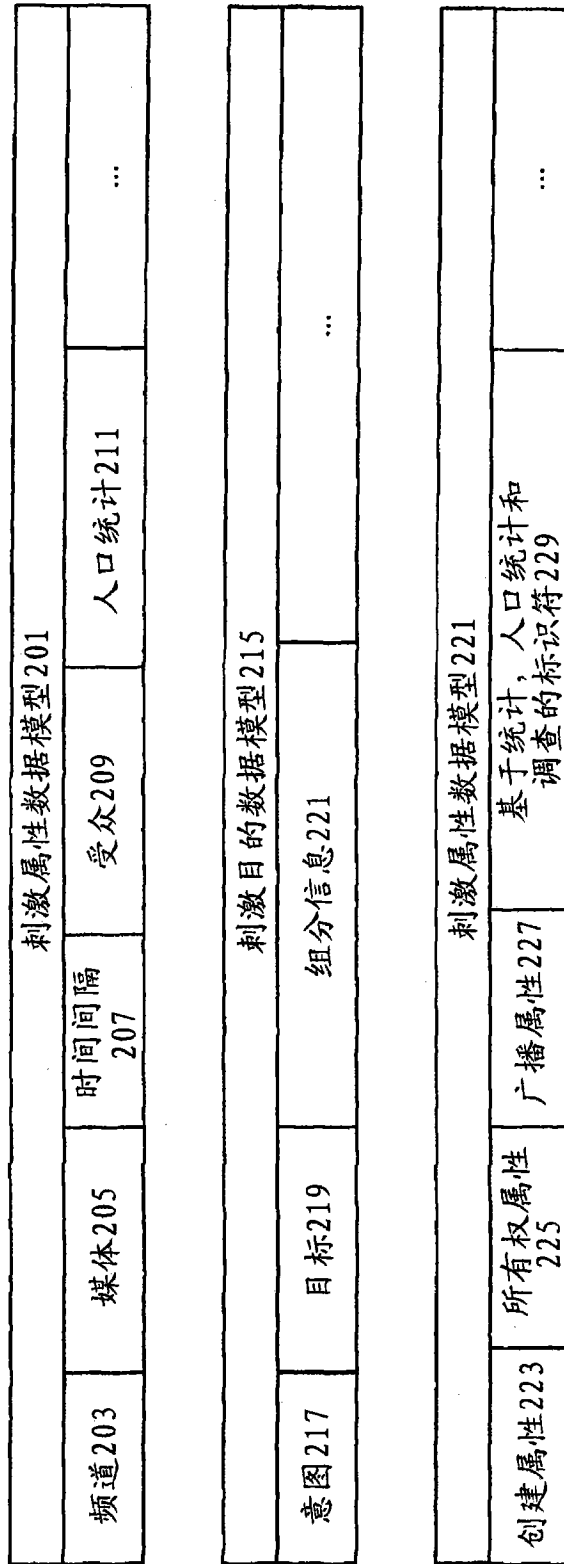 刺激属性数据模型201
频道203
媒体205
时间间隔
207
受众209
人口统计211
...
刺激目的数据模型215
意图217
目标219
组分信息221
...
刺激属性数据模型221
创建属性223
所有权属性
225
广播属性227
基于统计,人口统计和
调查的标识符229
...